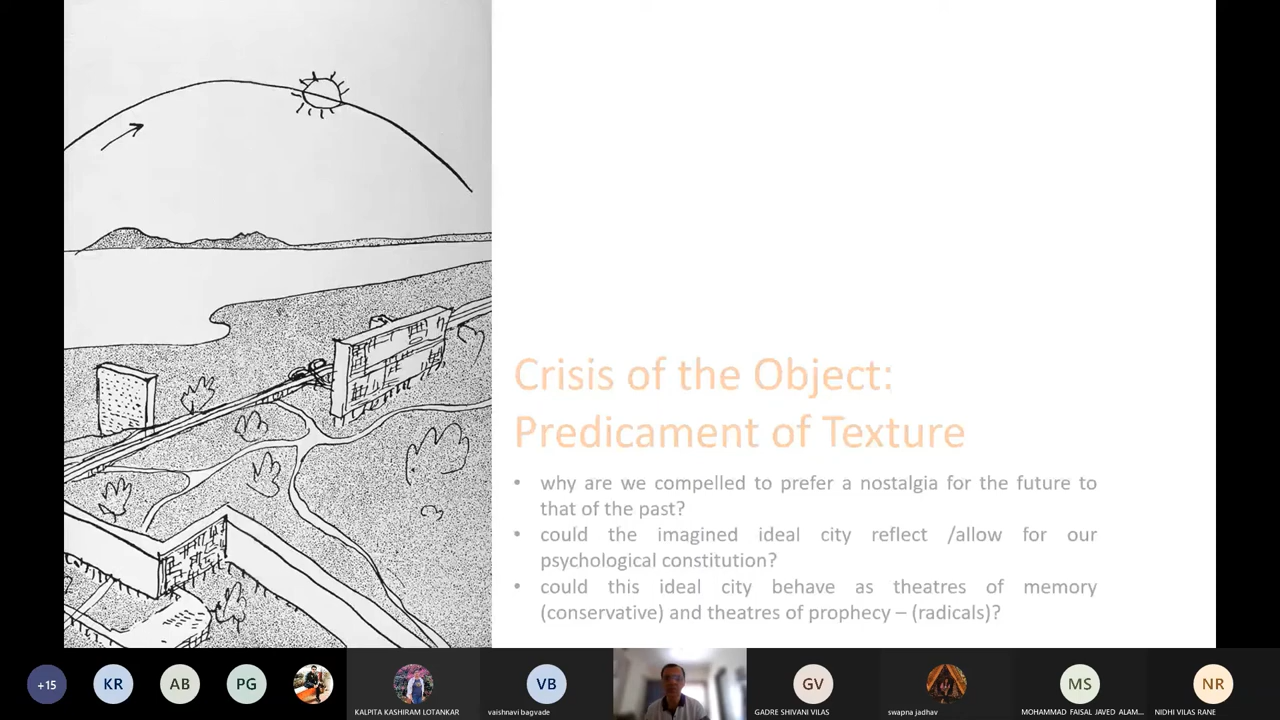 Crisis of the Object:
Predicament of Texture
• why are we compelled to prefer a nostalgia for the future to
that of the past?
• could the imagined ideal city reflect /allow for our
psychological constitution?
• could this ideal city behave as theatres of memory
(conservative) and theatres of prophecy – (radicals)?
+15
KR
AB
PG
KALPITA KASHIRAM LOTANKAR
VB
vaishnavi bagvade
GV
GADRE SHIVANI VILAS
swapna jadhav
MS
MOHAMMAD FAISAL JAVED ALAM...
NR
NIDHI VILAS RANE